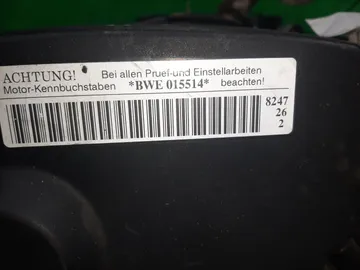 ACHTUNG! Bei allen Pruef-und Einstellarbeiten
Motor-Kennbuchstaben *BWE 015514* beachten!
8247
26
2